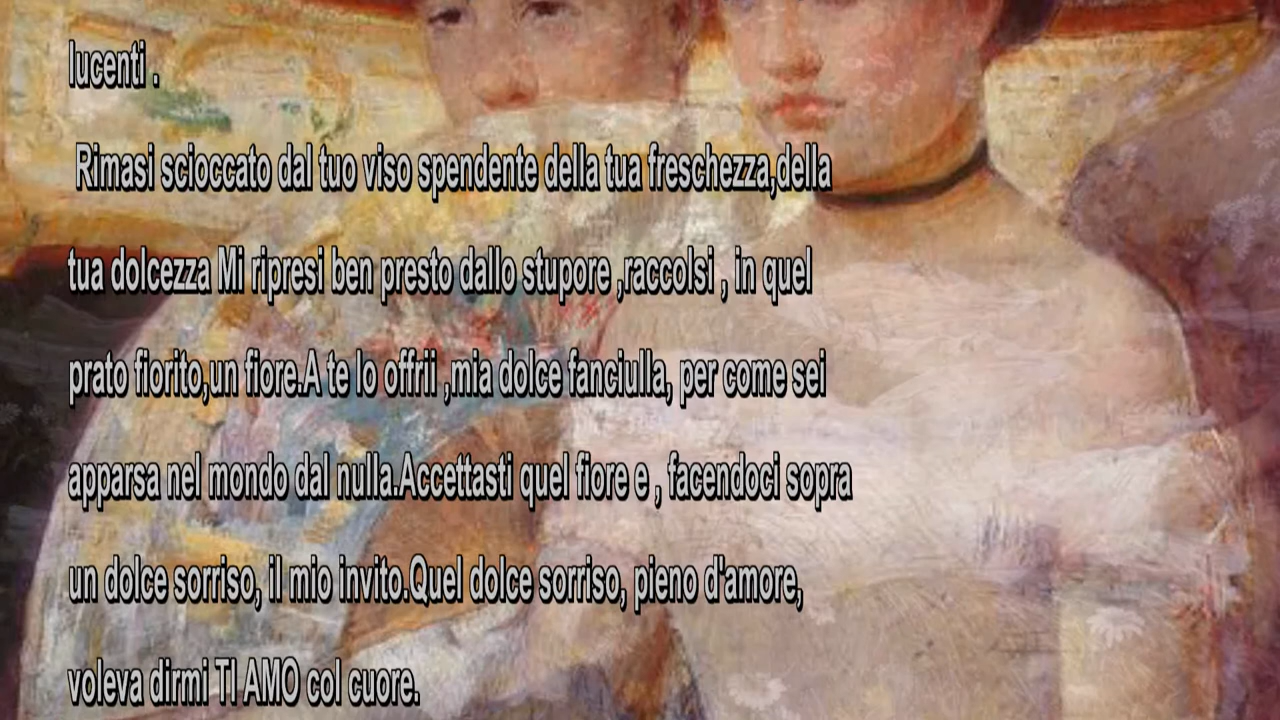 lucenti .
Rimasi scioccato dal tuo viso spendente della tua freschezza,della
tua dolcezza Mi ripresi ben presto dallo stupore ,raccolsi , in quel
prato fiorito,un fiore.A te lo offrii ,mia dolce fanciulla, per come sei
apparsa nel mondo dal nulla.Accettasti quel fiore e , facendoci sopra
un dolce sorriso, il mio invito.Quel dolce sorriso, pieno d'amore,
voleva dirmi TI AMO col cuore.